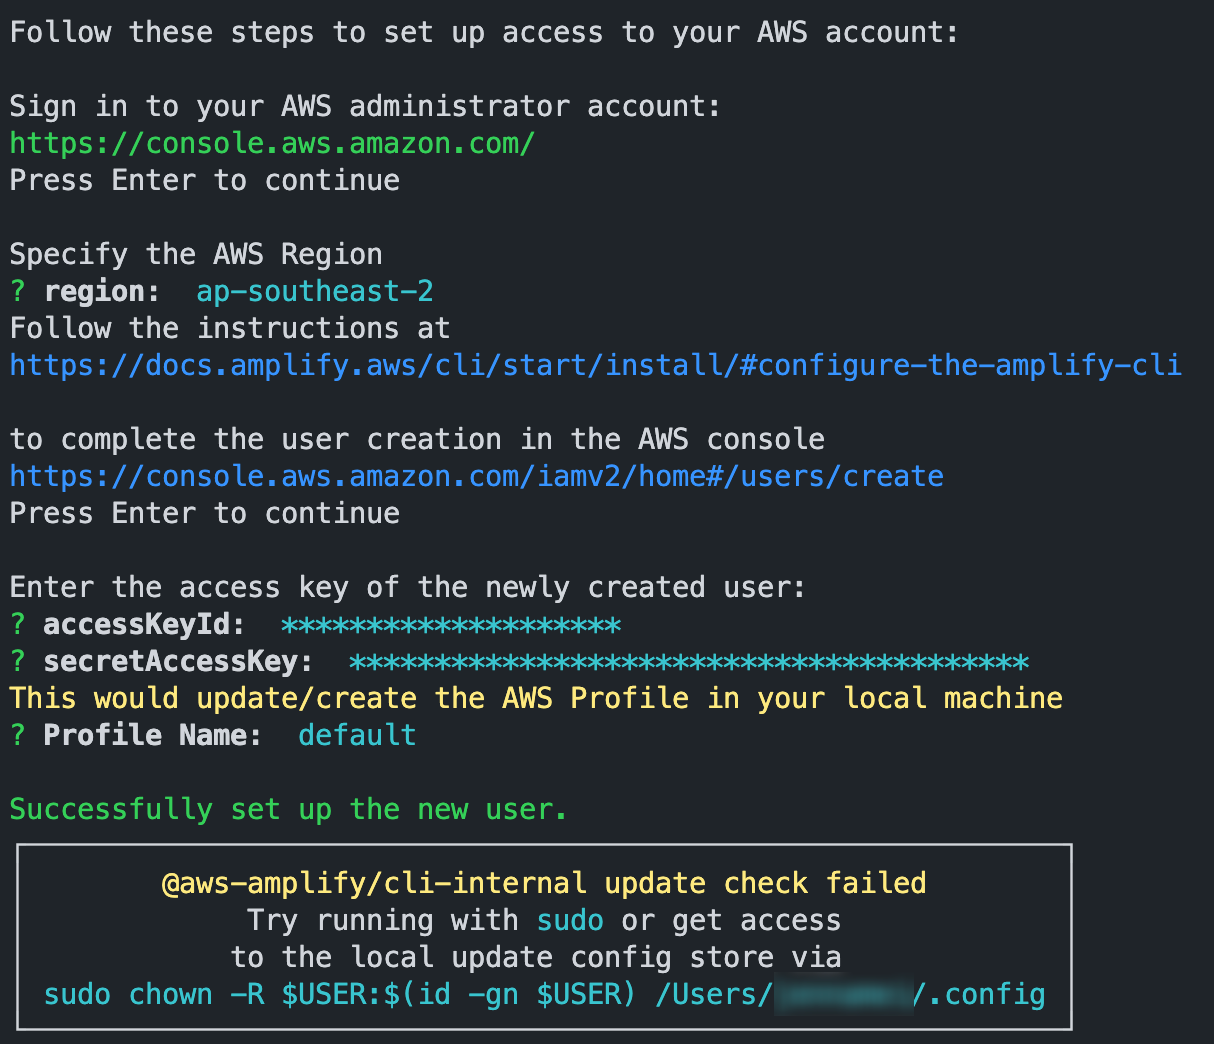 Follow these steps to set up access to your AWS account:
Sign in to your AWS administrator account:
https://console.aws.amazon.com/
Press Enter to continue
Specify the AWS Region
? region:  ap-southeast-2
Follow the instructions at
https://docs.amplify.aws/cli/start/install/#configure-the-amplify-cli
to complete the user creation in the AWS console
https://console.aws.amazon.com/iamv2/home#/users/create
Press Enter to continue
Enter the access key of the newly created user:
? accessKeyId:  ********************
? secretAccessKey:  ****************************************
This would update/create the AWS Profile in your local machine
? Profile Name:  default
Successfully set up the new user.
@aws-amplify/cli-internal update check failed
Try running with sudo or get access
to the local update config store via
sudo chown -R $USER:$(id -gn $USER) /Users/ /.config